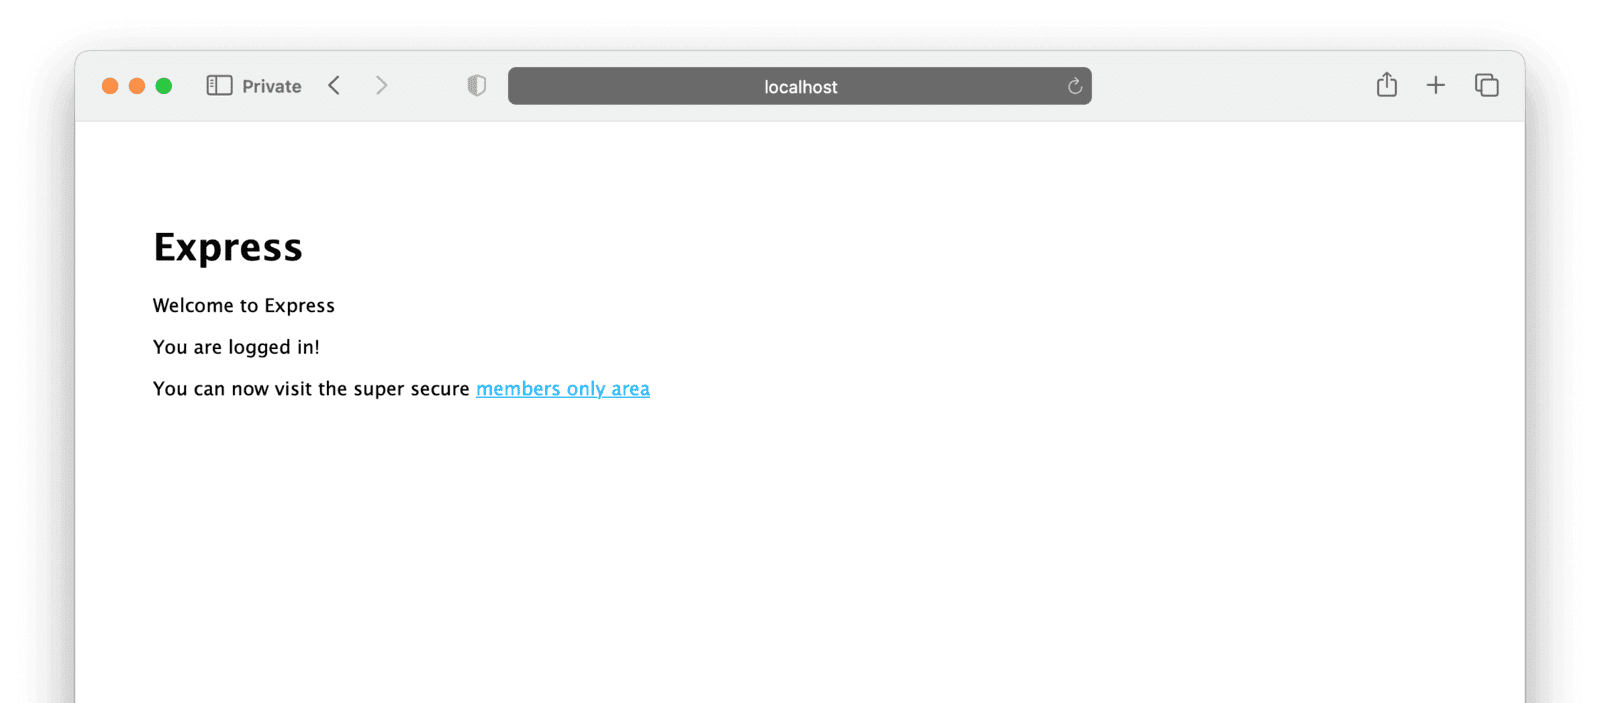 Private
localhost
Express
Welcome to Express
You are logged in!
You can now visit the super secure members only area